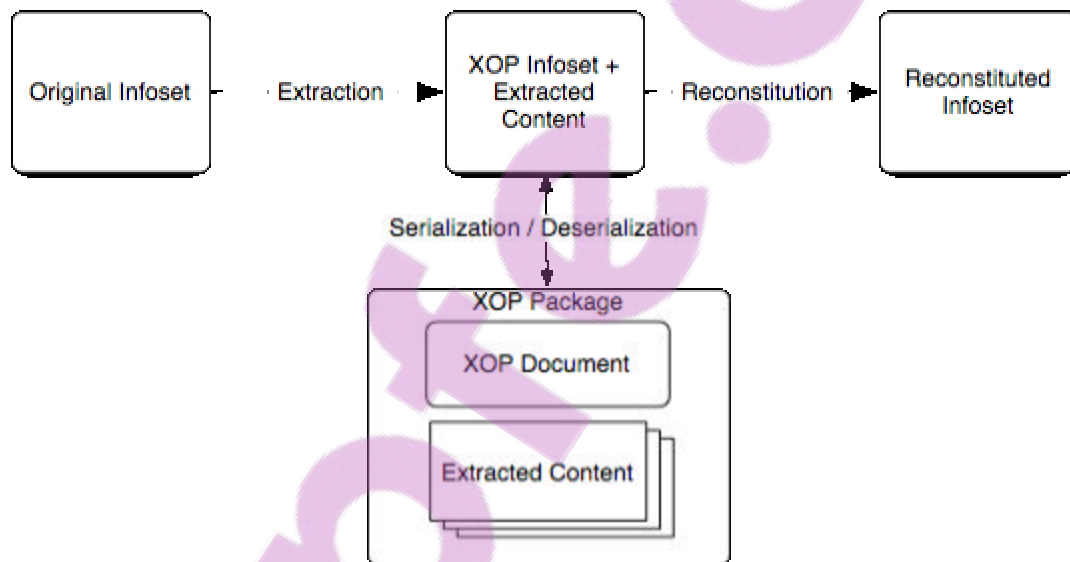 Original Infoset
Extraction
XOP Infoset +
Extracted
Content
Reconstitution
Reconstituted
Infoset
Serialization / Deserialization
XOP Package
XOP Document
Extracted Content